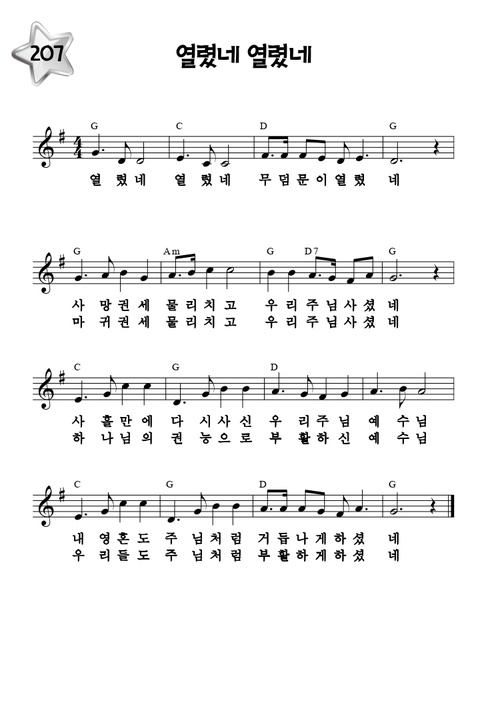 207
열렸네 열렸네
G C D G
열 렸 네 열 렸 네 무 덤 문 이 열 렸 네
G Am G D7 G
사 망 권 세 물 리 치 고 우 리 주 님 사 셨 네
마 귀 권 세 물 리 치 고 우 리 주 님 사 셨 네
C G D
사 흘 만 에 다 시 사 신 우 리 주 님 예 수 님
하 나 님 의 권 능 으 로 부 활 하 신 예 수 님
C G D G
내 영 혼 도 주 님 처 럼 거 듭 나 게 하 셨 네
우 리 들 도 주 님 처 럼 부 활 하 게 하 셨 네